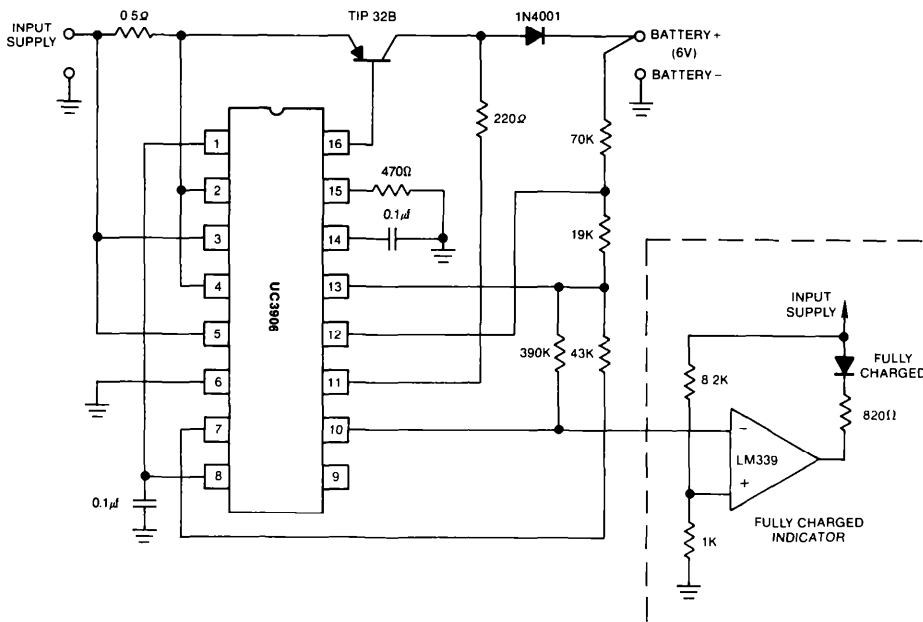 INPUT
SUPPLY
0 5Ω
TIP 32B
1N4001
BATTERY +
(6V)
BATTERY –
220Ω
70K
1
16
470Ω
2
15
0.1µf
19K
3
14
4
UC3906
13
5
12
390K
43K
6
11
7
10
8
9
0.1µf
INPUT
SUPPLY
8 2K
FULLY
CHARGED
820Ω
–
LM339
+
1K
FULLY CHARGED
INDICATOR